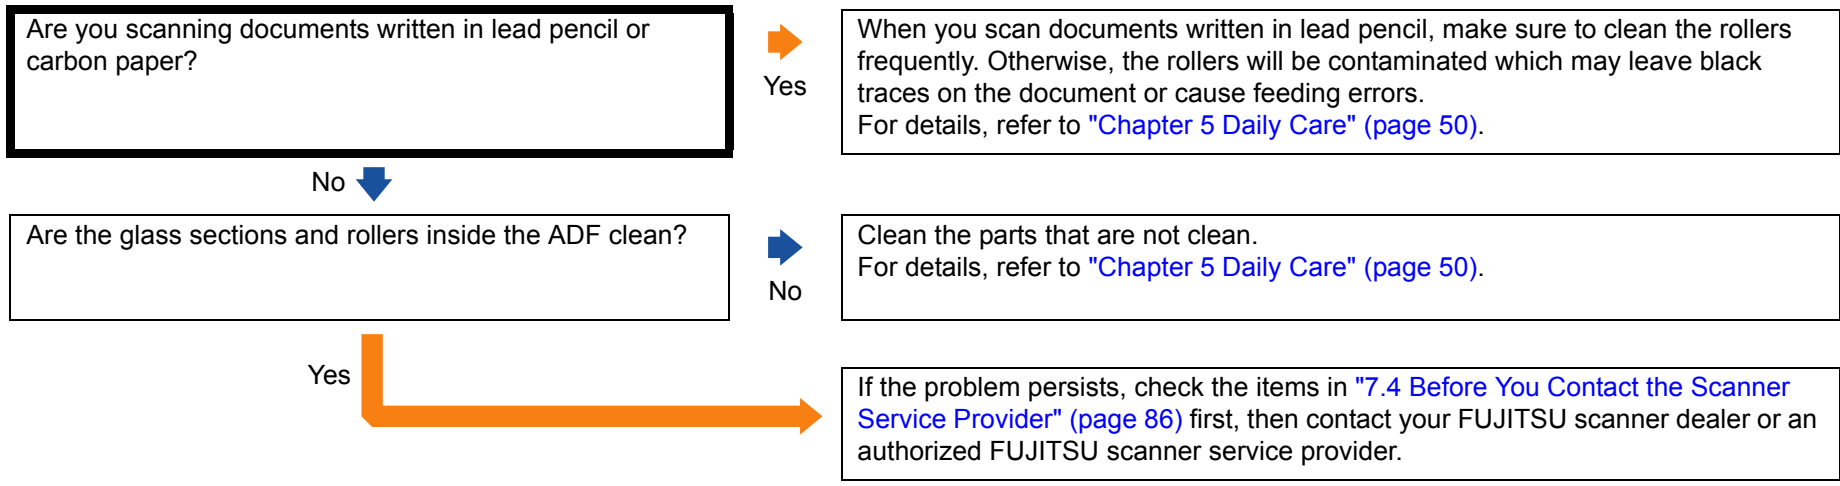 Are you scanning documents written in lead pencil or
carbon paper?
Yes
When you scan documents written in lead pencil, make sure to clean the rollers
frequently. Otherwise, the rollers will be contaminated which may leave black
traces on the document or cause feeding errors.
For details, refer to "Chapter 5 Daily Care" (page 50).
No
Are the glass sections and rollers inside the ADF clean?
No
Clean the parts that are not clean.
For details, refer to "Chapter 5 Daily Care" (page 50).
Yes
If the problem persists, check the items in "7.4 Before You Contact the Scanner
Service Provider" (page 86) first, then contact your FUJITSU scanner dealer or an
authorized FUJITSU scanner service provider.